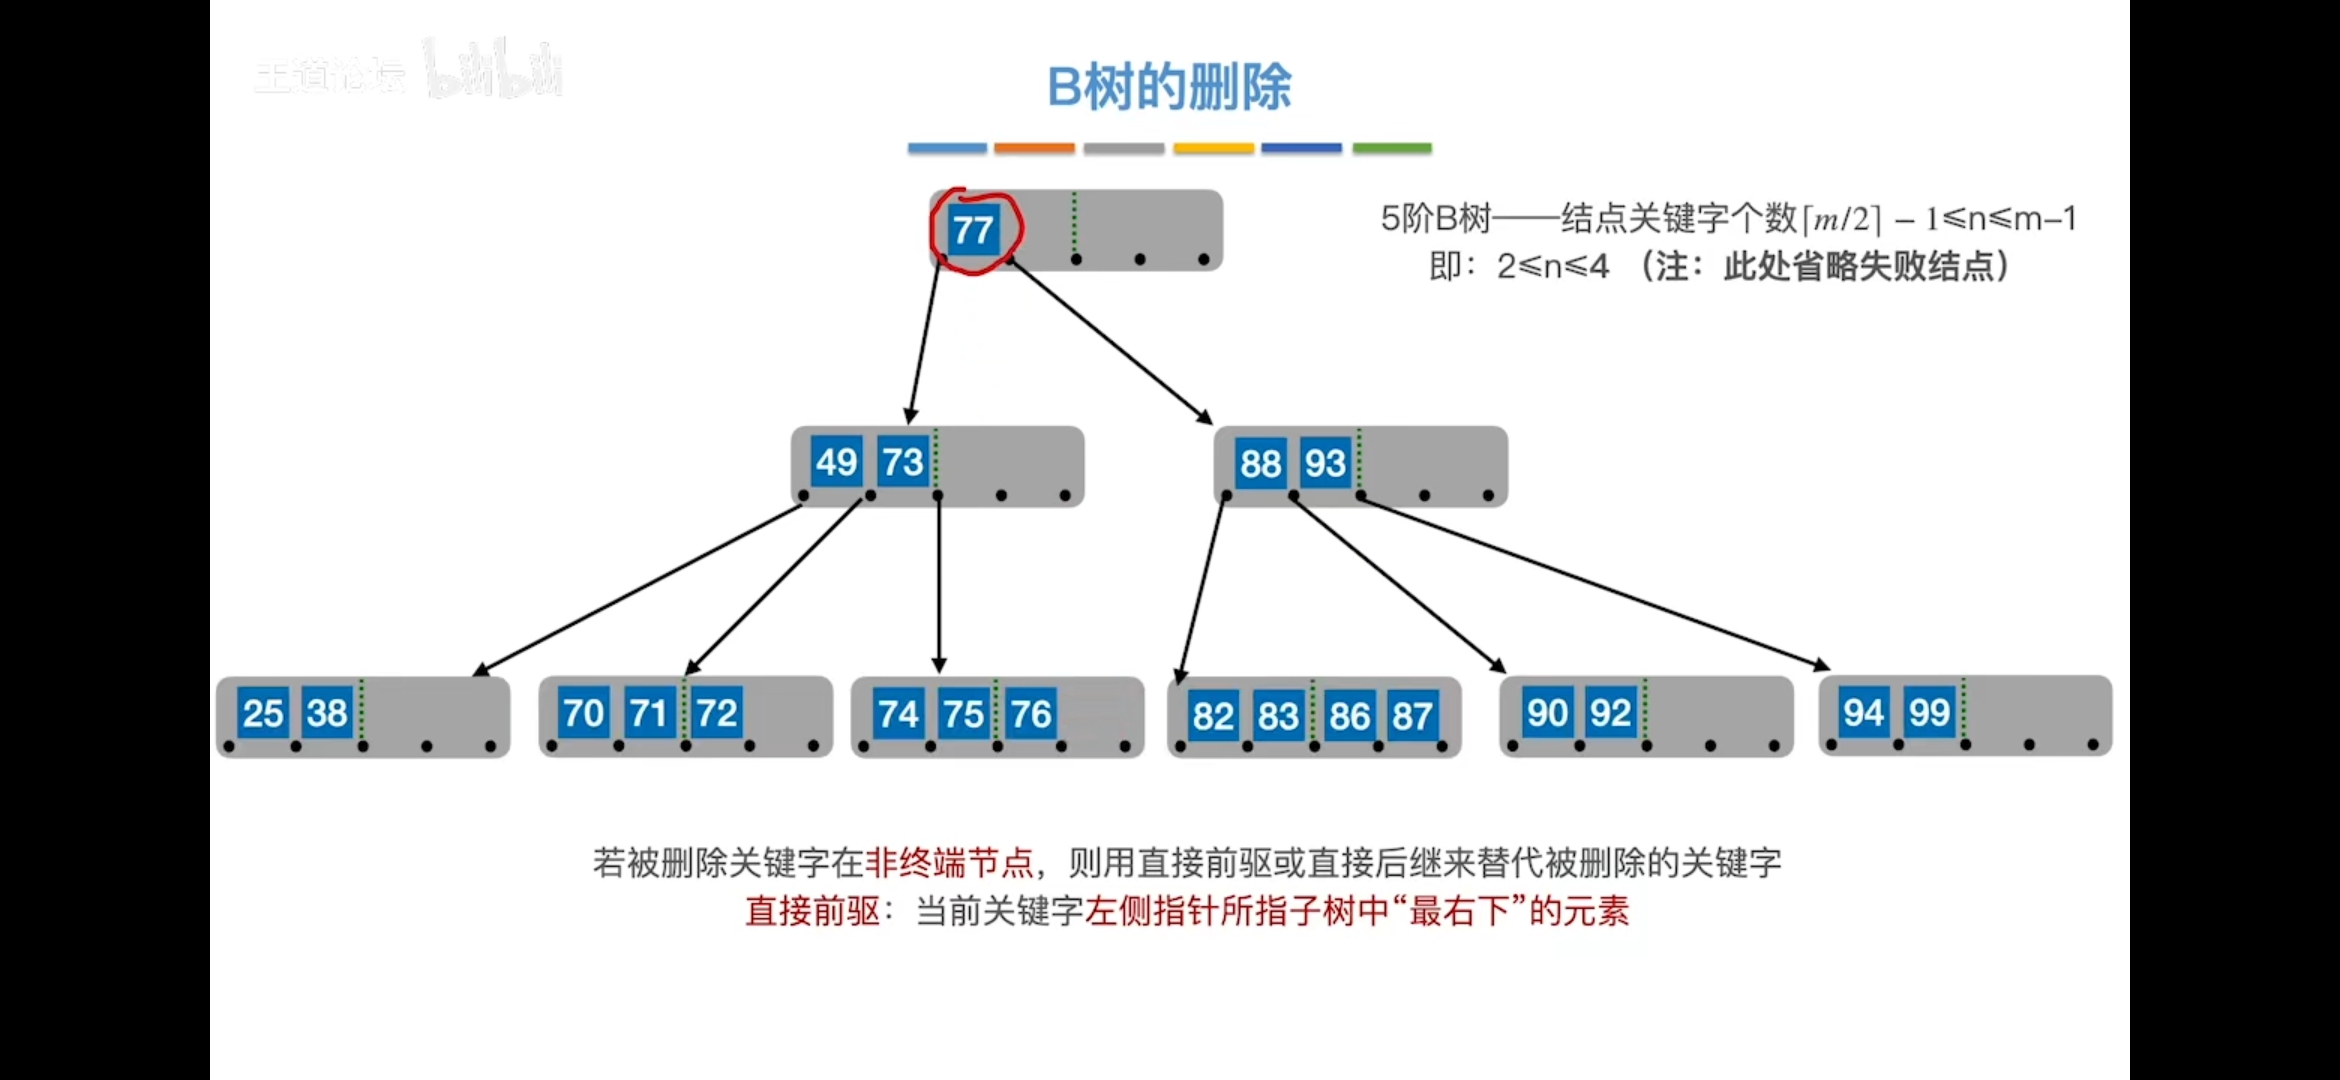 王道论坛 bilibili
B树的删除
77
5阶B树——结点关键字个数⌈m/2⌉ – 1≤n≤m–1
即：2≤n≤4 （注：此处省略失败结点）
49 73
88 93
25 38
70 71 72
74 75 76
82 83 86 87
90 92
94 99
若被删除关键字在非终端节点，则用直接前驱或直接后继来替代被删除的关键字
直接前驱：当前关键字左侧指针所指子树中“最右下”的元素